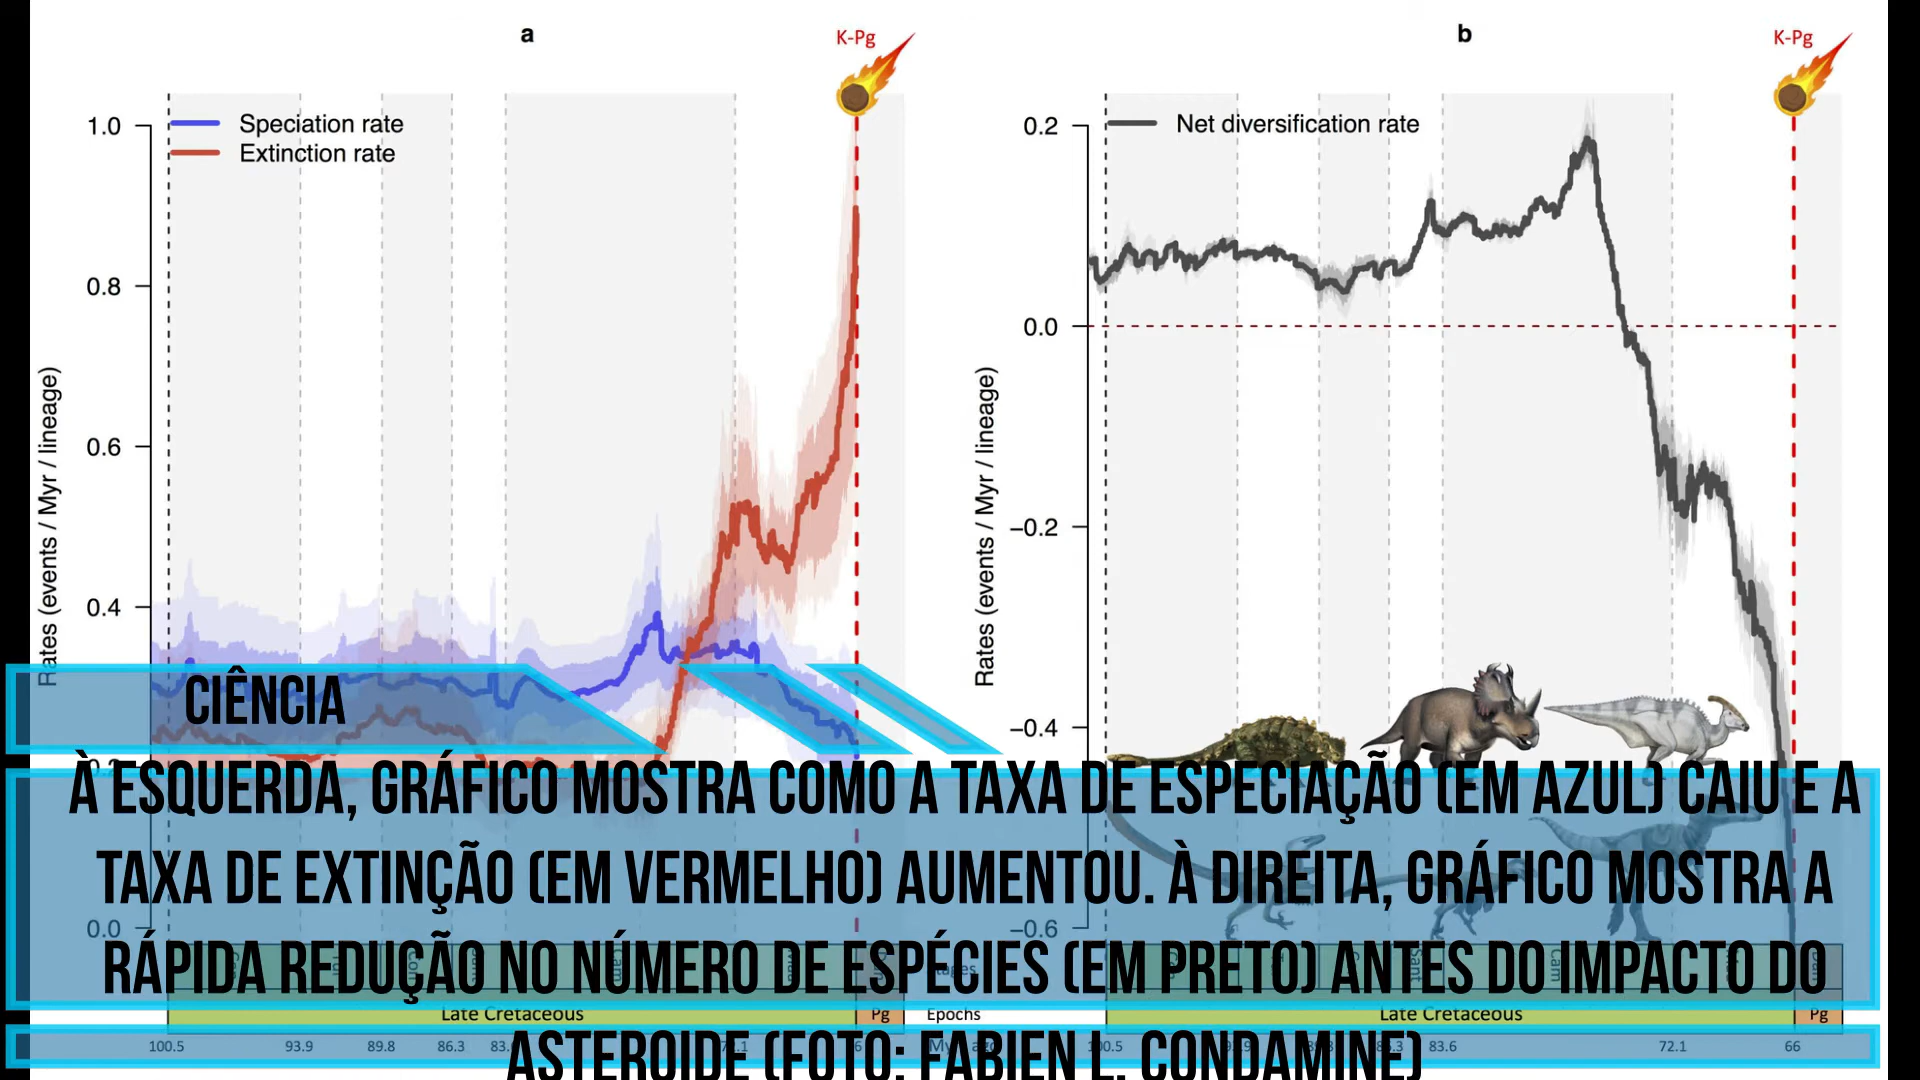 a
b
K-Pg
K-Pg
1.0
Speciation rate
Extinction rate
0.2
Net diversification rate
0.8
0.0
0.6
−0.2
0.4
−0.4
Rates (events / Myr / lineage)
Rates (events / Myr / lineage)
CIÊNCIA
À ESQUERDA, GRÁFICO MOSTRA COMO A TAXA DE ESPECIAÇÃO (EM AZUL) CAIU E A
TAXA DE EXTINÇÃO (EM VERMELHO) AUMENTOU. À DIREITA, GRÁFICO MOSTRA A
RÁPIDA REDUÇÃO NO NÚMERO DE ESPÉCIES (EM PRETO) ANTES DO IMPACTO DO
ASTEROIDE (FOTO: FABIEN L. CONDAMINE)
0.0
−0.6
Late Cretaceous
Pg
Epochs
Late Cretaceous
Pg
100.5 93.9 89.8 86.3
83.6 72.1 66